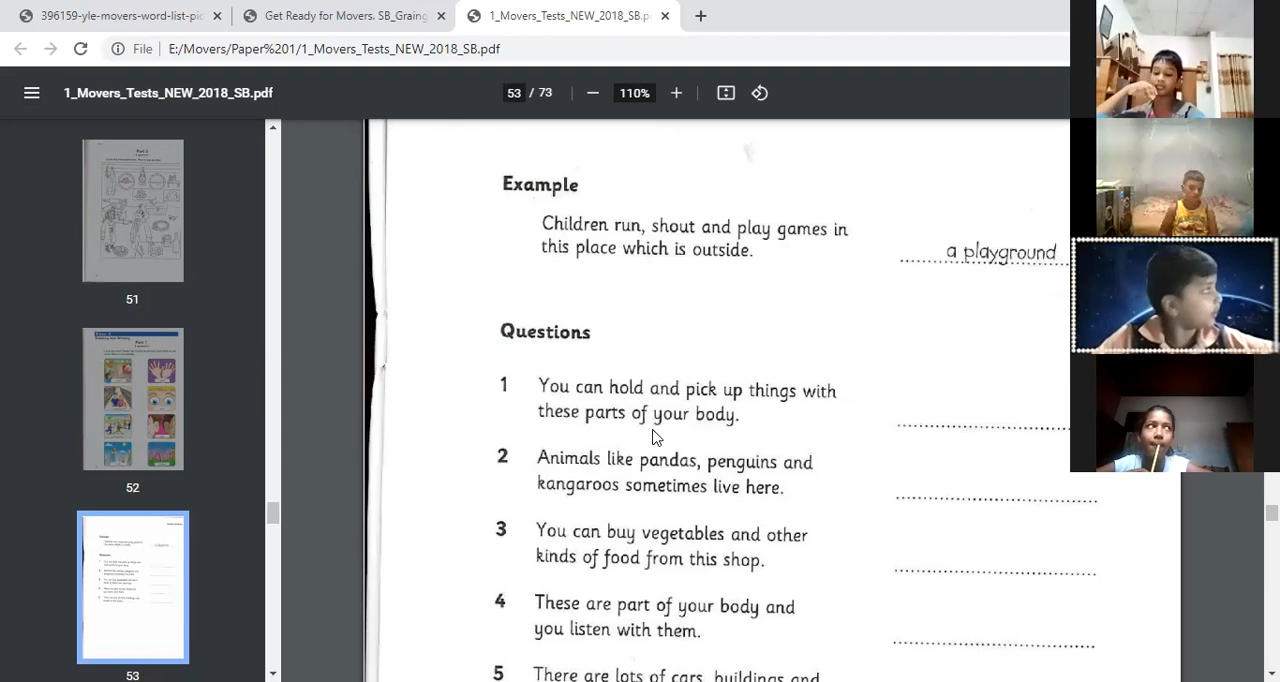 396159-yle-movers-word-list-pic
Get Ready for Movers. SB_Graing
1_Movers_Tests_NEW_2018_SB.pdf
File
E:/Movers/Paper%201/1_Movers_Tests_NEW_2018_SB.pdf
1_Movers_Tests_NEW_2018_SB.pdf
53 / 73
110%
51
52
53
Example
Children run, shout and play games in
this place which is outside.
a playground
Questions
1 You can hold and pick up things with
these parts of your body.
2 Animals like pandas, penguins and
kangaroos sometimes live here.
3 You can buy vegetables and other
kinds of food from this shop.
4 These are part of your body and
you listen with them.
5 There are lots of cars, buildings and